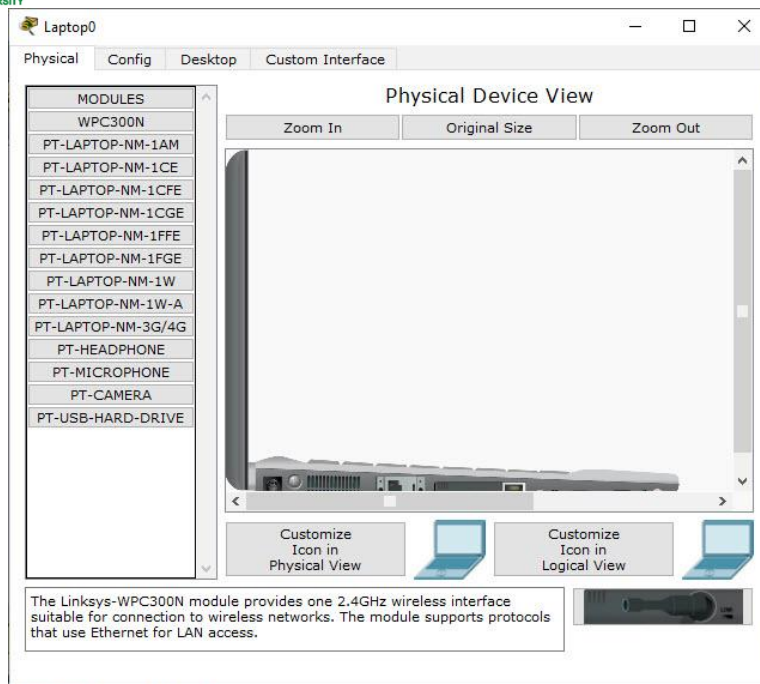 Laptop0
Physical Config Desktop Custom Interface
MODULES
WPC300N
PT-LAPTOP-NM-1AM
PT-LAPTOP-NM-1CE
PT-LAPTOP-NM-1CFE
PT-LAPTOP-NM-1CGE
PT-LAPTOP-NM-1FFE
PT-LAPTOP-NM-1FGE
PT-LAPTOP-NM-1W
PT-LAPTOP-NM-1W-A
PT-LAPTOP-NM-3G/4G
PT-HEADPHONE
PT-MICROPHONE
PT-CAMERA
PT-USB-HARD-DRIVE
Physical Device View
Zoom In Original Size Zoom Out
Customize
Icon in
Physical View
Customize
Icon in
Logical View
The Linksys-WPC300N module provides one 2.4GHz wireless interface
suitable for connection to wireless networks. The module supports protocols
that use Ethernet for LAN access.